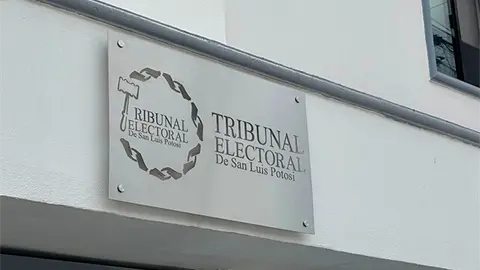 TRIBUNAL
ELECTORAL
De San Luis Potosí
TRIBUNAL
ELECTORAL
De San Luis Potosí